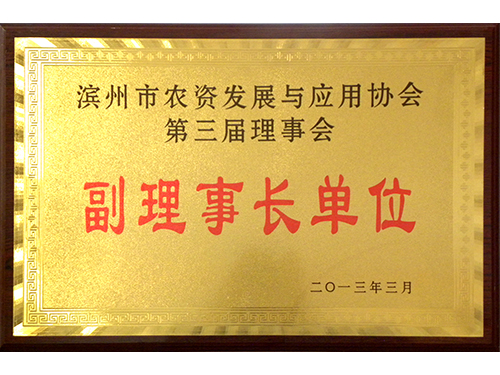 滨州市农资发展与应用协会
第三届理事会
副理事长单位
二〇一三年三月